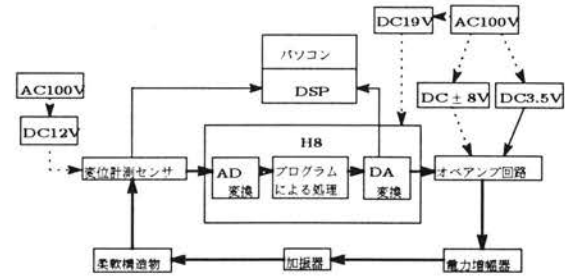 DC19V
AC100V
パソコン
DSP
AC100V
DC12V
DC±8V
DC3.5V
H8
変位計測センサ
AD
変換
プログラム
による処理
DA
変換
オペアンプ回路
柔軟構造物
加振器
電力増幅器